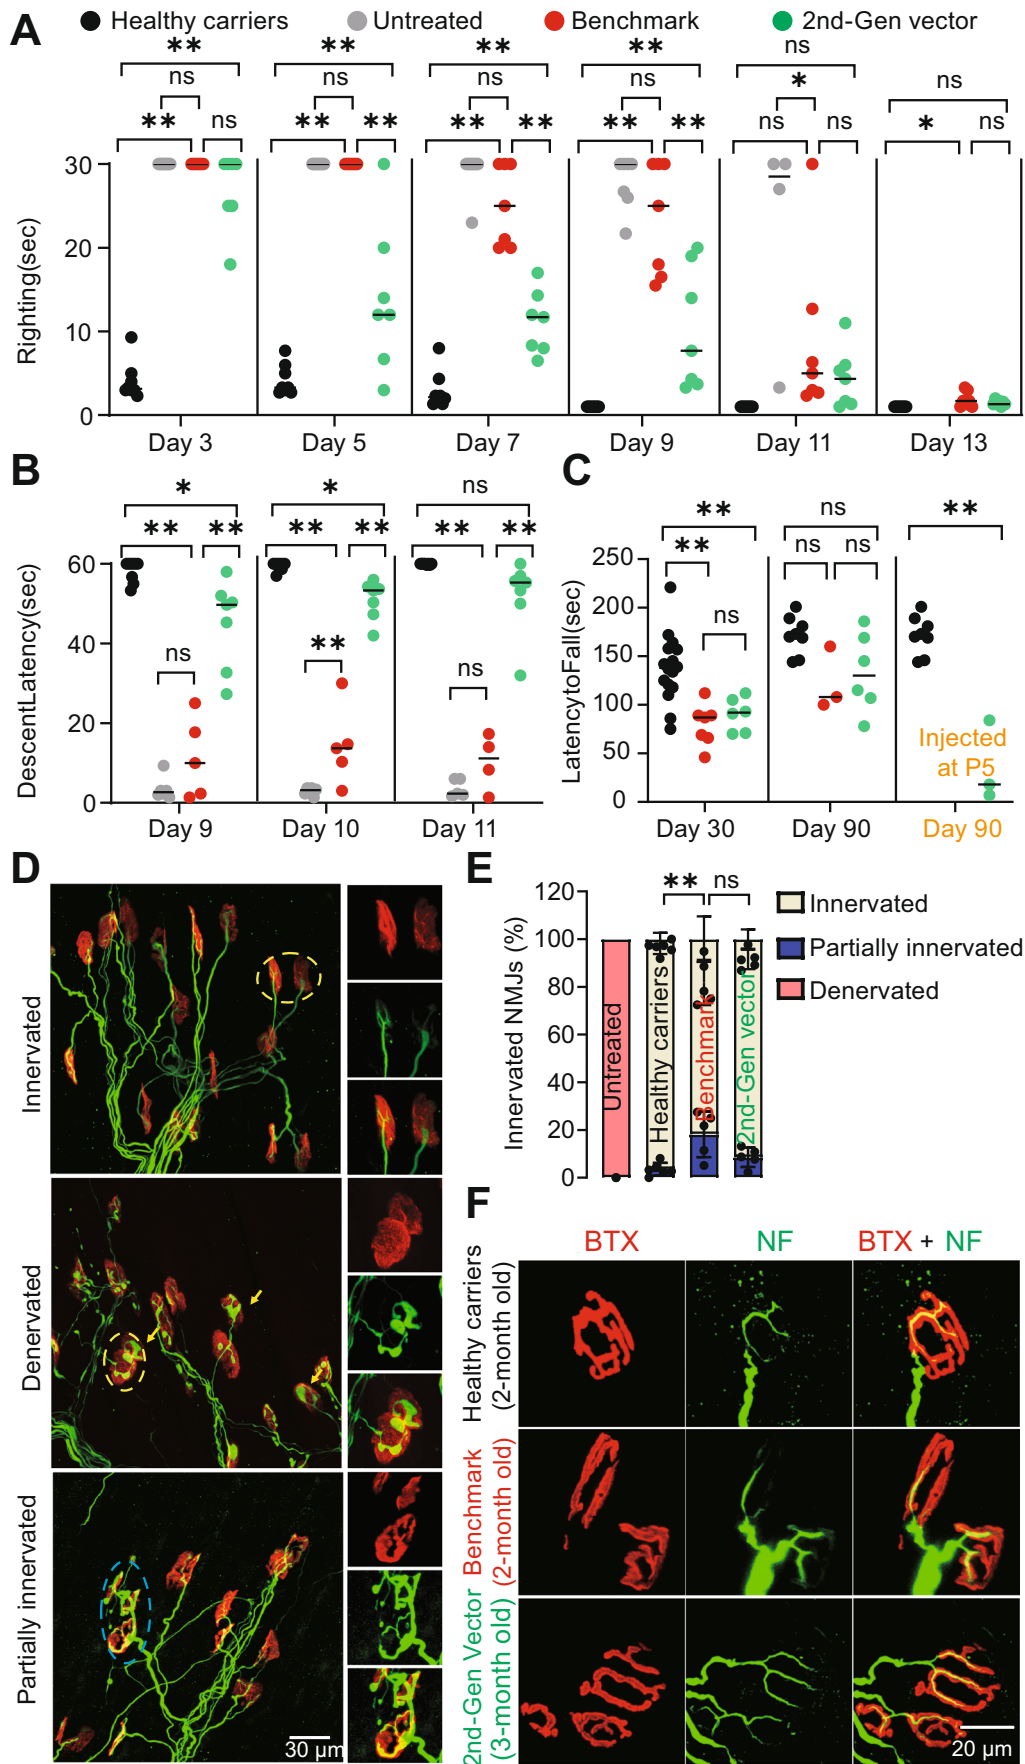 A
Healthy carriers
Untreated
Benchmark
2nd-Gen vector
** ** ** ** ns
ns ns ns ns * ns
** ns ** ** ** ** ** ** ns ns * ns
Righting(sec)
30
20
10
0
Day 3 Day 5 Day 7 Day 9 Day 11 Day 13
B
* * ns
** ** ** ** ** **
ns ** ns
DescentLatency(sec)
60
40
20
0
Day 9 Day 10 Day 11
C
** ns **
** ns ns
ns
LatencytoFall(sec)
250
200
150
100
50
0
Injected
at P5
Day 30 Day 90 Day 90
D
Innervated
Denervated
Partially innervated
30 µm
E
** ns
Innervated NMJs (%)
120
100
80
60
40
20
0
Untreated
Healthy carriers
Benchmark
2nd-Gen vector
Innervated
Partially innervated
Denervated
F
BTX NF BTX + NF
Healthy carriers
(2-month old)
Benchmark
(2-month old)
2nd-Gen Vector
(3-month old)
20 µm